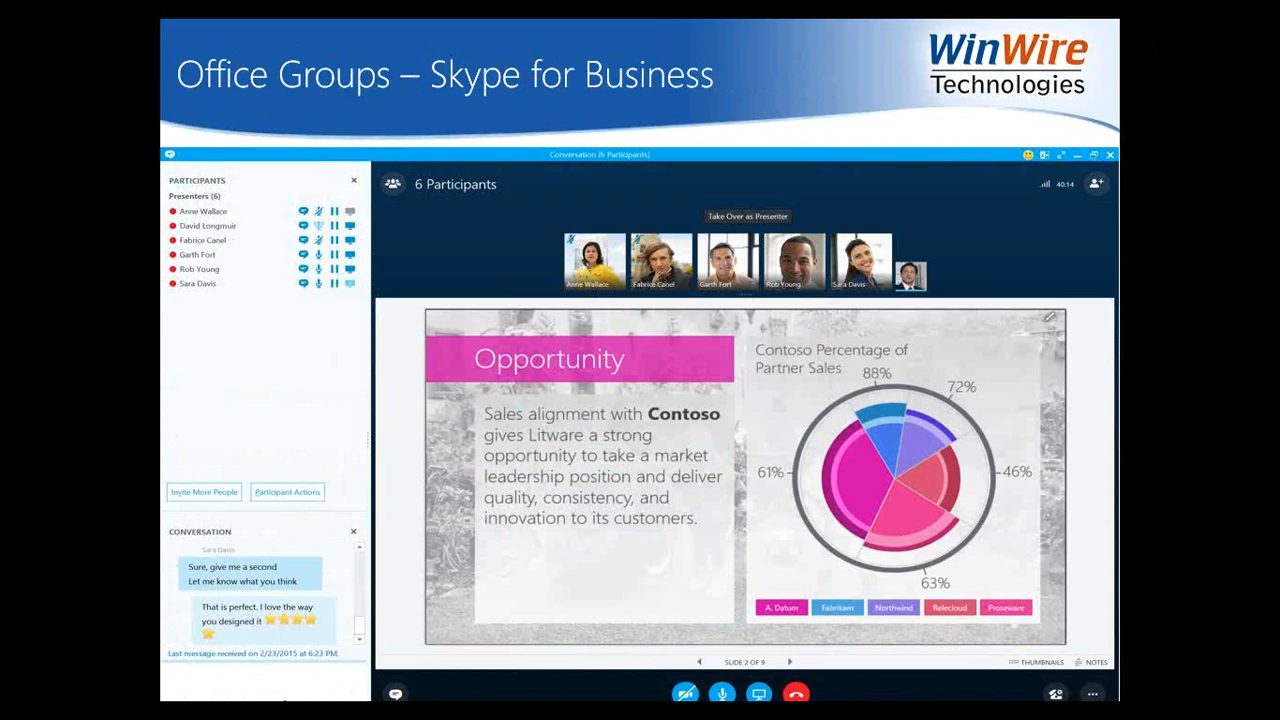 Office Groups – Skype for Business
WinWire
Technologies
Conversation (6 Participants)
PARTICIPANTS
Presenters (6)
Anne Wallace
David Longmuir
Fabrice Canel
Garth Fort
Rob Young
Sara Davis
Invite More People
Participant Actions
CONVERSATION
Sara Davis
Sure, give me a second
Let me know what you think
That is perfect. I love the way
you designed it
Last message received on 2/23/2015 at 6:23 PM.
6 Participants
40:14
Take Over as Presenter
Anne Wallace
Fabrice Canel
Garth Fort
Rob Young
Sara Davis
Opportunity
Sales alignment with Contoso
gives Litware a strong
opportunity to take a market
leadership position and deliver
quality, consistency, and
innovation to its customers.
Contoso Percentage of
Partner Sales
88%
72%
61%
46%
63%
A. Datum
Fabrikam
Northwind
Relecloud
Proseware
SLIDE 2 OF 9
THUMBNAILS
NOTES